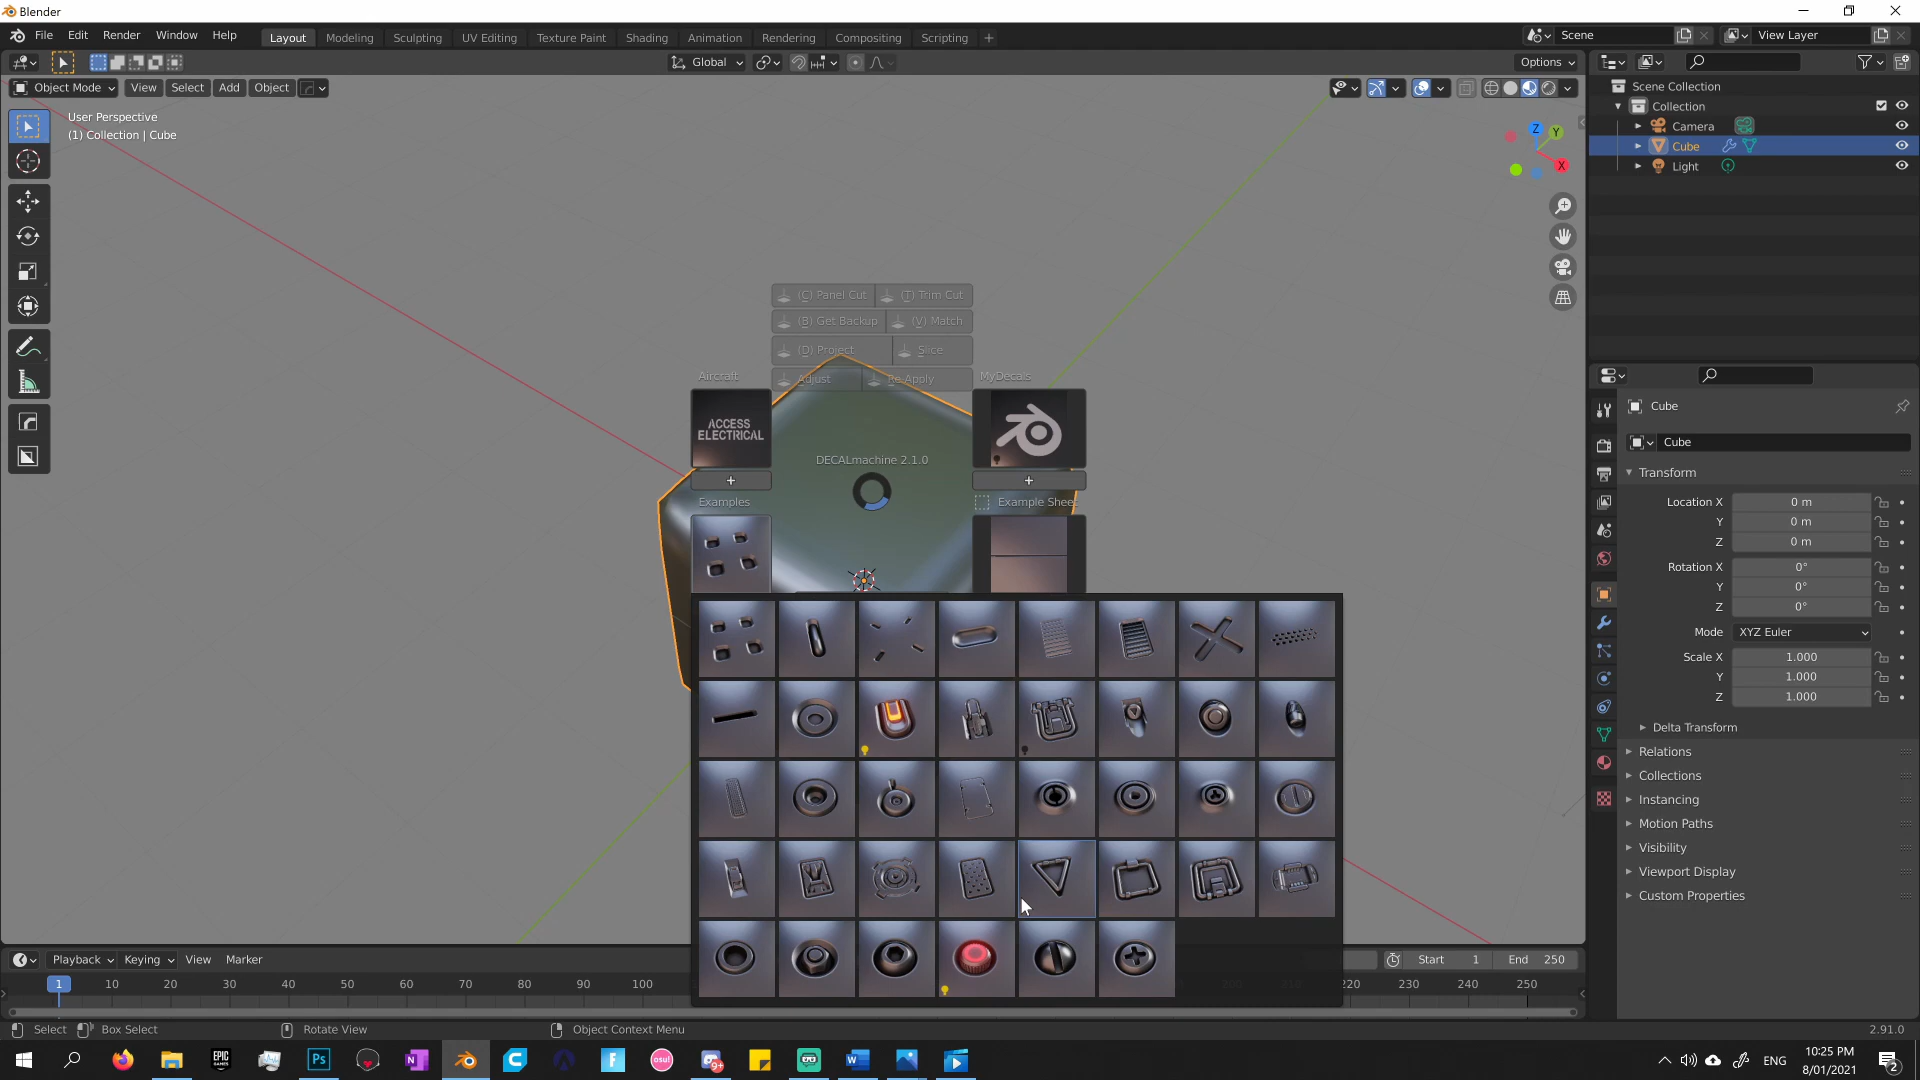 Blender
File Edit Render Window Help
Layout Modeling Sculpting UV Editing Texture Paint Shading Animation Rendering Compositing Scripting +
Scene
View Layer
Global
Options
Object Mode View Select Add Object
User Perspective
(1) Collection | Cube
Z
Y
X
(C) Panel Cut (T) Trim Cut
(B) Get Backup (V) Match
(D) Project Slice
Adjust Re-Apply
Aircraft
MyDecals
ACCESS
ELECTRICAL
DECALmachine 2.1.0
+
+
Examples
Example Sheet
Scene Collection
Collection
Camera
Cube
Light
Cube
Cube
Transform
Location X 0 m
Y 0 m
Z 0 m
Rotation X 0°
Y 0°
Z 0°
Mode XYZ Euler
Scale X 1.000
Y 1.000
Z 1.000
Delta Transform
Relations
Collections
Instancing
Motion Paths
Visibility
Viewport Display
Custom Properties
Playback Keying View Marker
Start 1 End 250
1 10 20 30 40 50 60 70 80 90 100 220 230 240 250
Select Box Select Rotate View Object Context Menu
2.91.0
EPIC
GAMES
Ps
N
C
F
osu!
9+
W
ENG
10:25 PM
8/01/2021
2